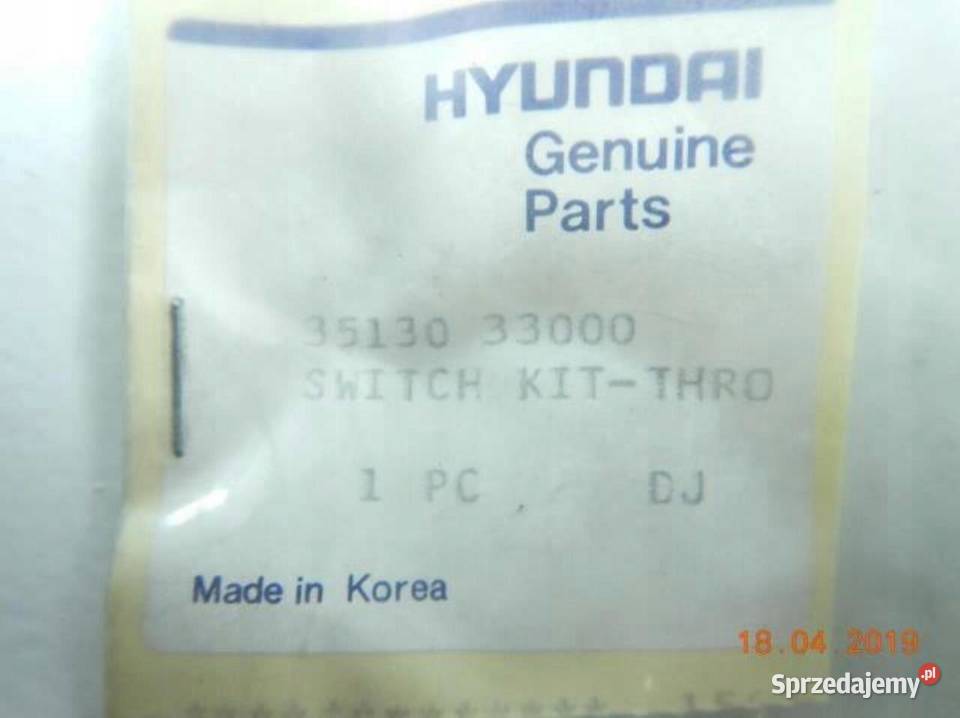 HYUNDAI
Genuine
Parts
35130 33000
SWITCH KIT-THRO
1 PC DJ
Made in Korea
18.04.2019
Sprzedajemy.pl